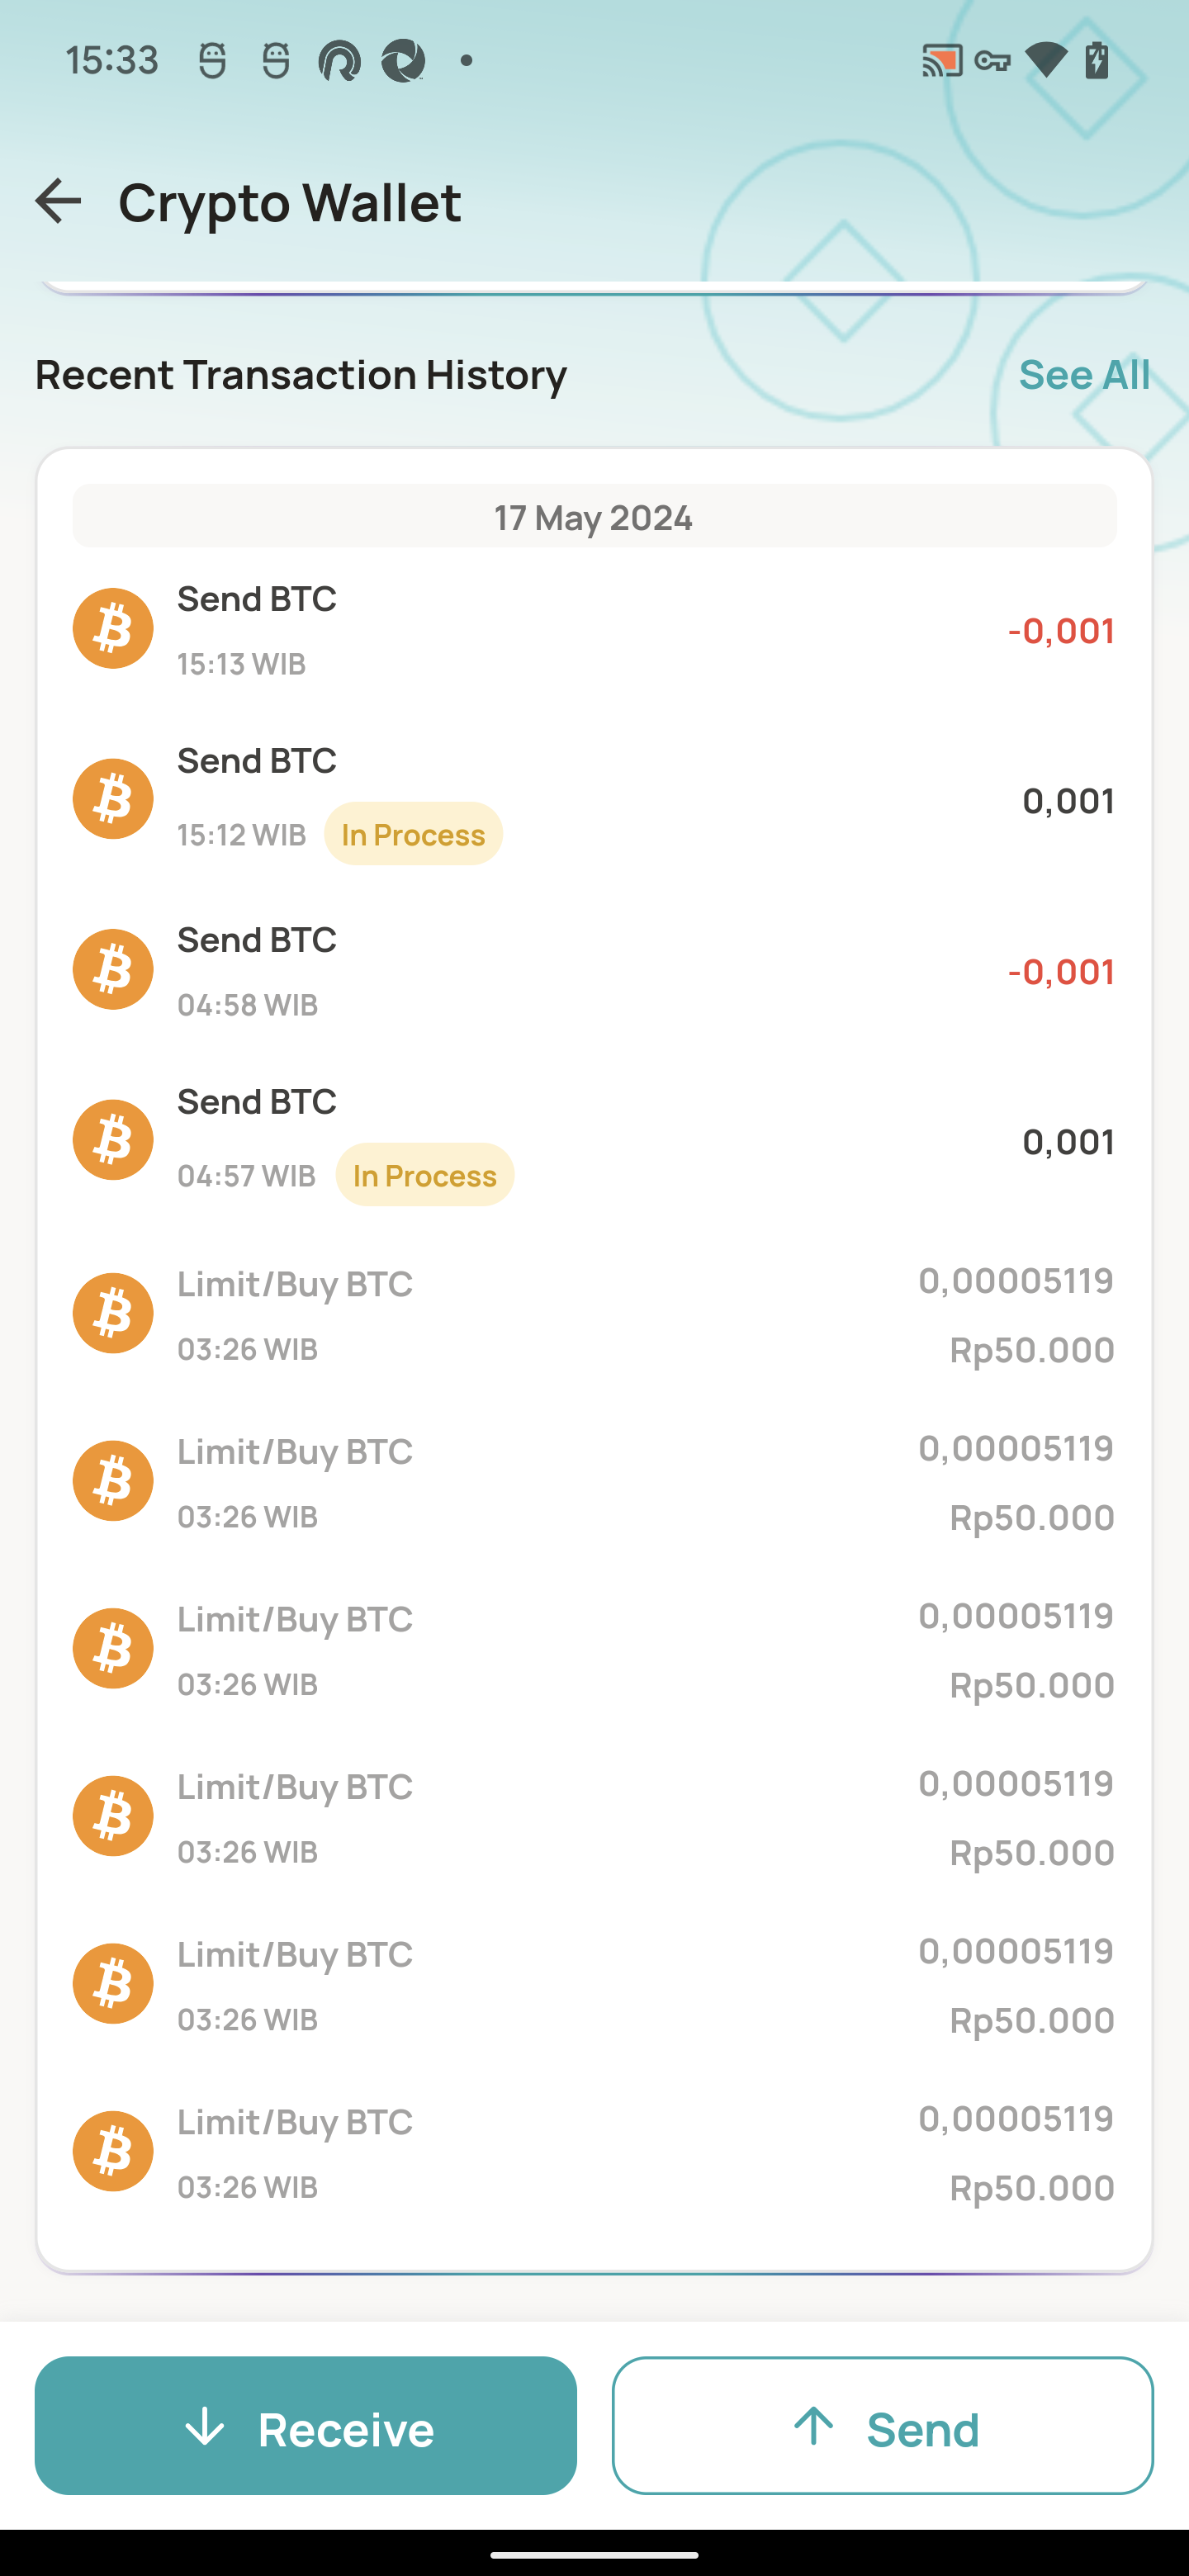 15:33
Crypto Wallet
Recent Transaction History
See All
17 May 2024
Send BTC
-0,001
15:13 WIB
Send BTC
0,001
15:12 WIB
In Process
Send BTC
-0,001
04:58 WIB
Send BTC
0,001
04:57 WIB
In Process
Limit/Buy BTC
0,00005119
03:26 WIB
Rp50.000
Limit/Buy BTC
0,00005119
03:26 WIB
Rp50.000
Limit/Buy BTC
0,00005119
03:26 WIB
Rp50.000
Limit/Buy BTC
0,00005119
03:26 WIB
Rp50.000
Limit/Buy BTC
0,00005119
03:26 WIB
Rp50.000
Limit/Buy BTC
0,00005119
03:26 WIB
Rp50.000
Receive
Send